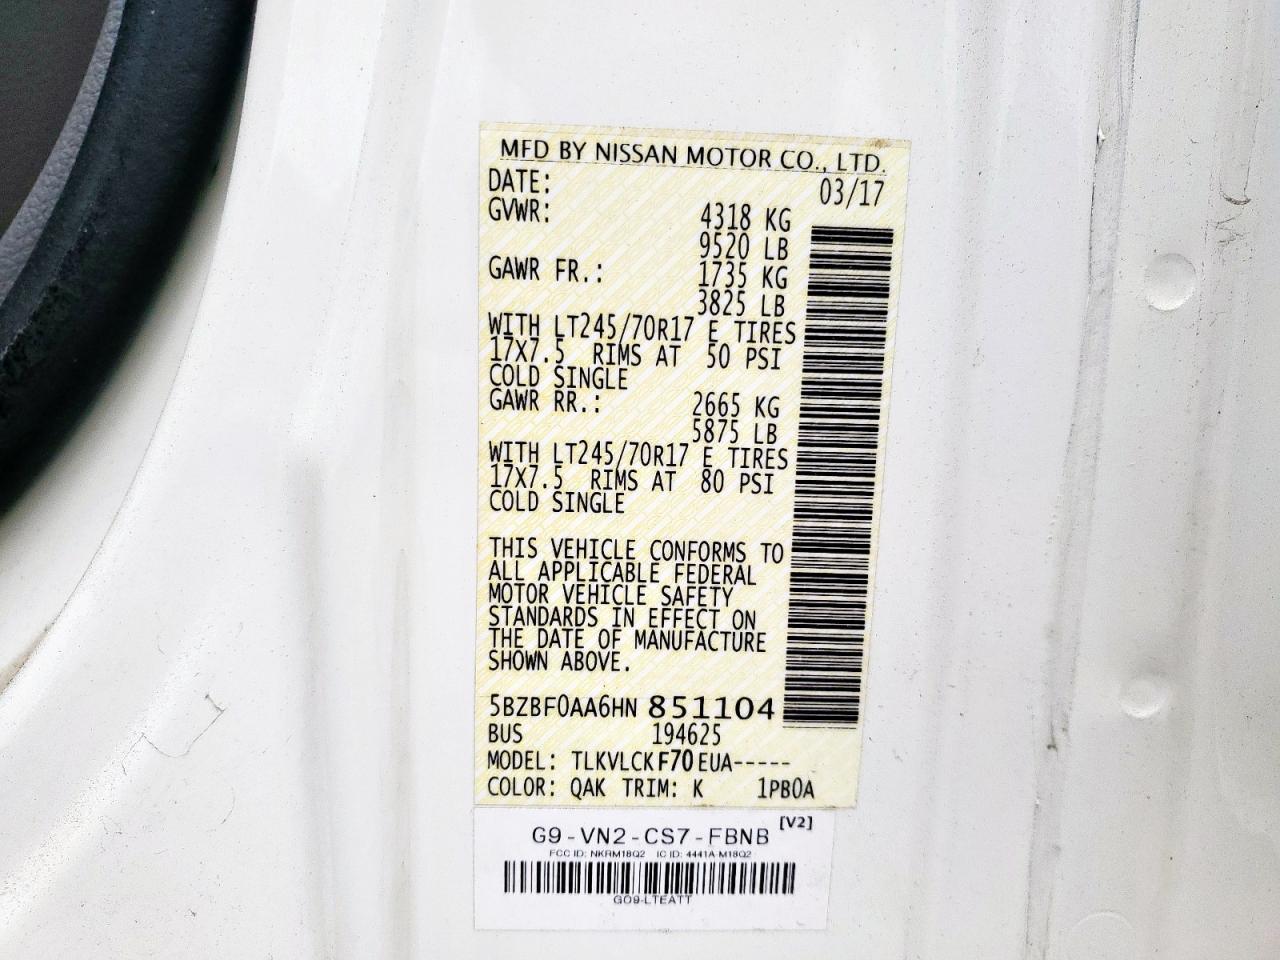 MFD BY NISSAN MOTOR CO., LTD.
DATE: 03/17
GVWR: 4318 KG
9520 LB
GAWR FR.: 1735 KG
3825 LB
WITH LT245/70R17 E TIRES
17X7.5 RIMS AT 50 PSI
COLD SINGLE
GAWR RR.: 2665 KG
5875 LB
WITH LT245/70R17 E TIRES
17X7.5 RIMS AT 80 PSI
COLD SINGLE
THIS VEHICLE CONFORMS TO
ALL APPLICABLE FEDERAL
MOTOR VEHICLE SAFETY
STANDARDS IN EFFECT ON
THE DATE OF MANUFACTURE
SHOWN ABOVE.
5BZBF0AA6HN 851104
BUS 194625
MODEL: TLKVLCKF70EUA-----
COLOR: QAK TRIM: K 1PB0A
G9-VN2-CS7-FBNB [V2]
FCC ID: NKRM18Q2 IC ID: 4441A-M18Q2
GO9-LTEATT